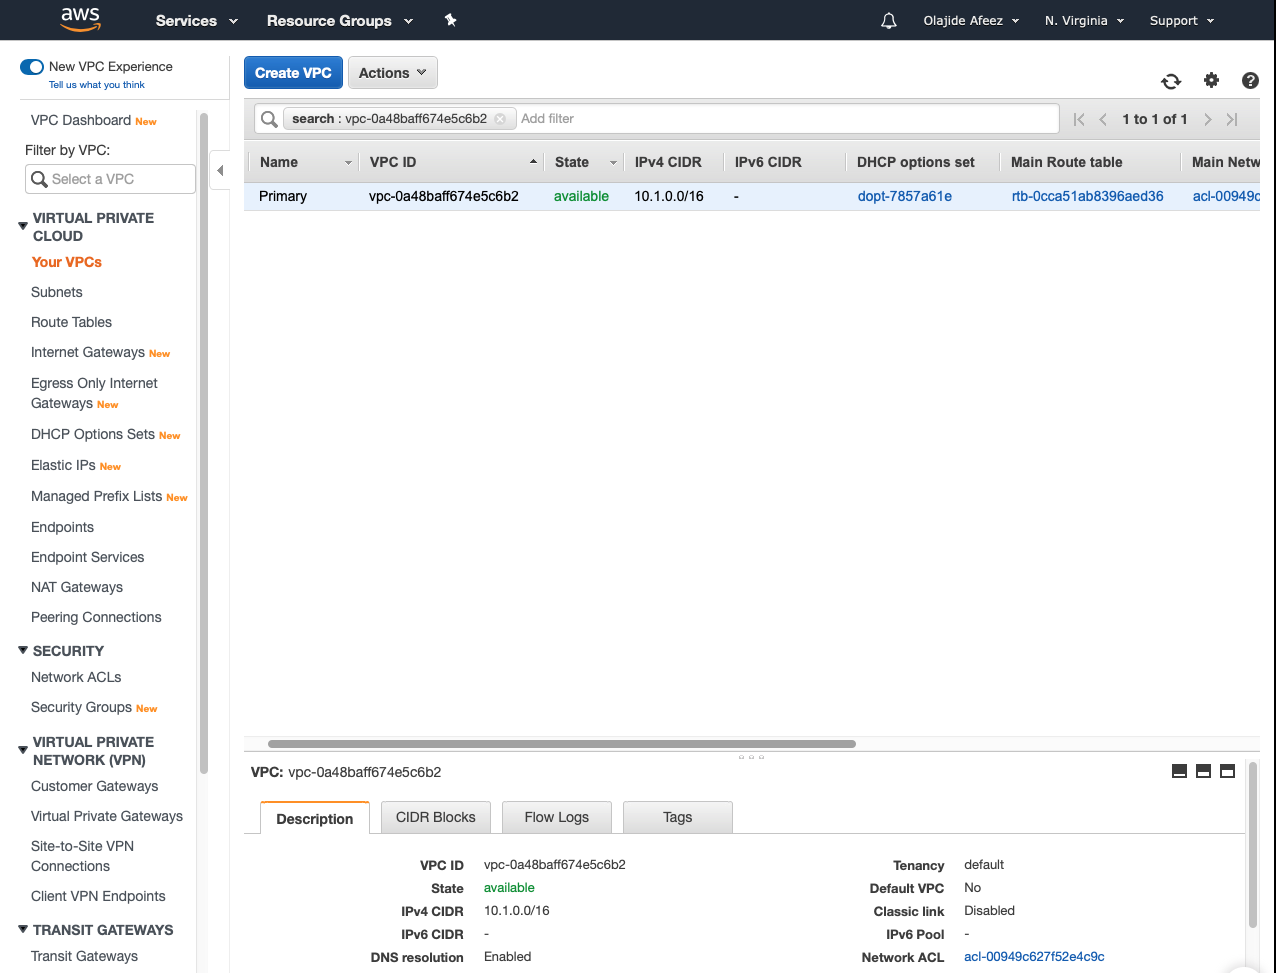 aws
Services
Resource Groups
Olajide Afeez
N. Virginia
Support
New VPC Experience
Tell us what you think
VPC Dashboard New
Filter by VPC:
Select a VPC
VIRTUAL PRIVATE
CLOUD
Your VPCs
Subnets
Route Tables
Internet Gateways New
Egress Only Internet
Gateways New
DHCP Options Sets New
Elastic IPs New
Managed Prefix Lists New
Endpoints
Endpoint Services
NAT Gateways
Peering Connections
SECURITY
Network ACLs
Security Groups New
VIRTUAL PRIVATE
NETWORK (VPN)
Customer Gateways
Virtual Private Gateways
Site-to-Site VPN
Connections
Client VPN Endpoints
TRANSIT GATEWAYS
Transit Gateways
Create VPC
Actions
search : vpc-0a48baff674e5c6b2
Add filter
1 to 1 of 1
Name VPC ID State IPv4 CIDR IPv6 CIDR DHCP options set Main Route table Main Netw
Primary vpc-0a48baff674e5c6b2 available 10.1.0.0/16 - dopt-7857a61e rtb-0cca51ab8396aed36 acl-00949c
VPC: vpc-0a48baff674e5c6b2
Description
CIDR Blocks
Flow Logs
Tags
VPC ID vpc-0a48baff674e5c6b2
State available
IPv4 CIDR 10.1.0.0/16
IPv6 CIDR -
DNS resolution Enabled
Tenancy default
Default VPC No
Classic link Disabled
IPv6 Pool -
Network ACL acl-00949c627f52e4c9c